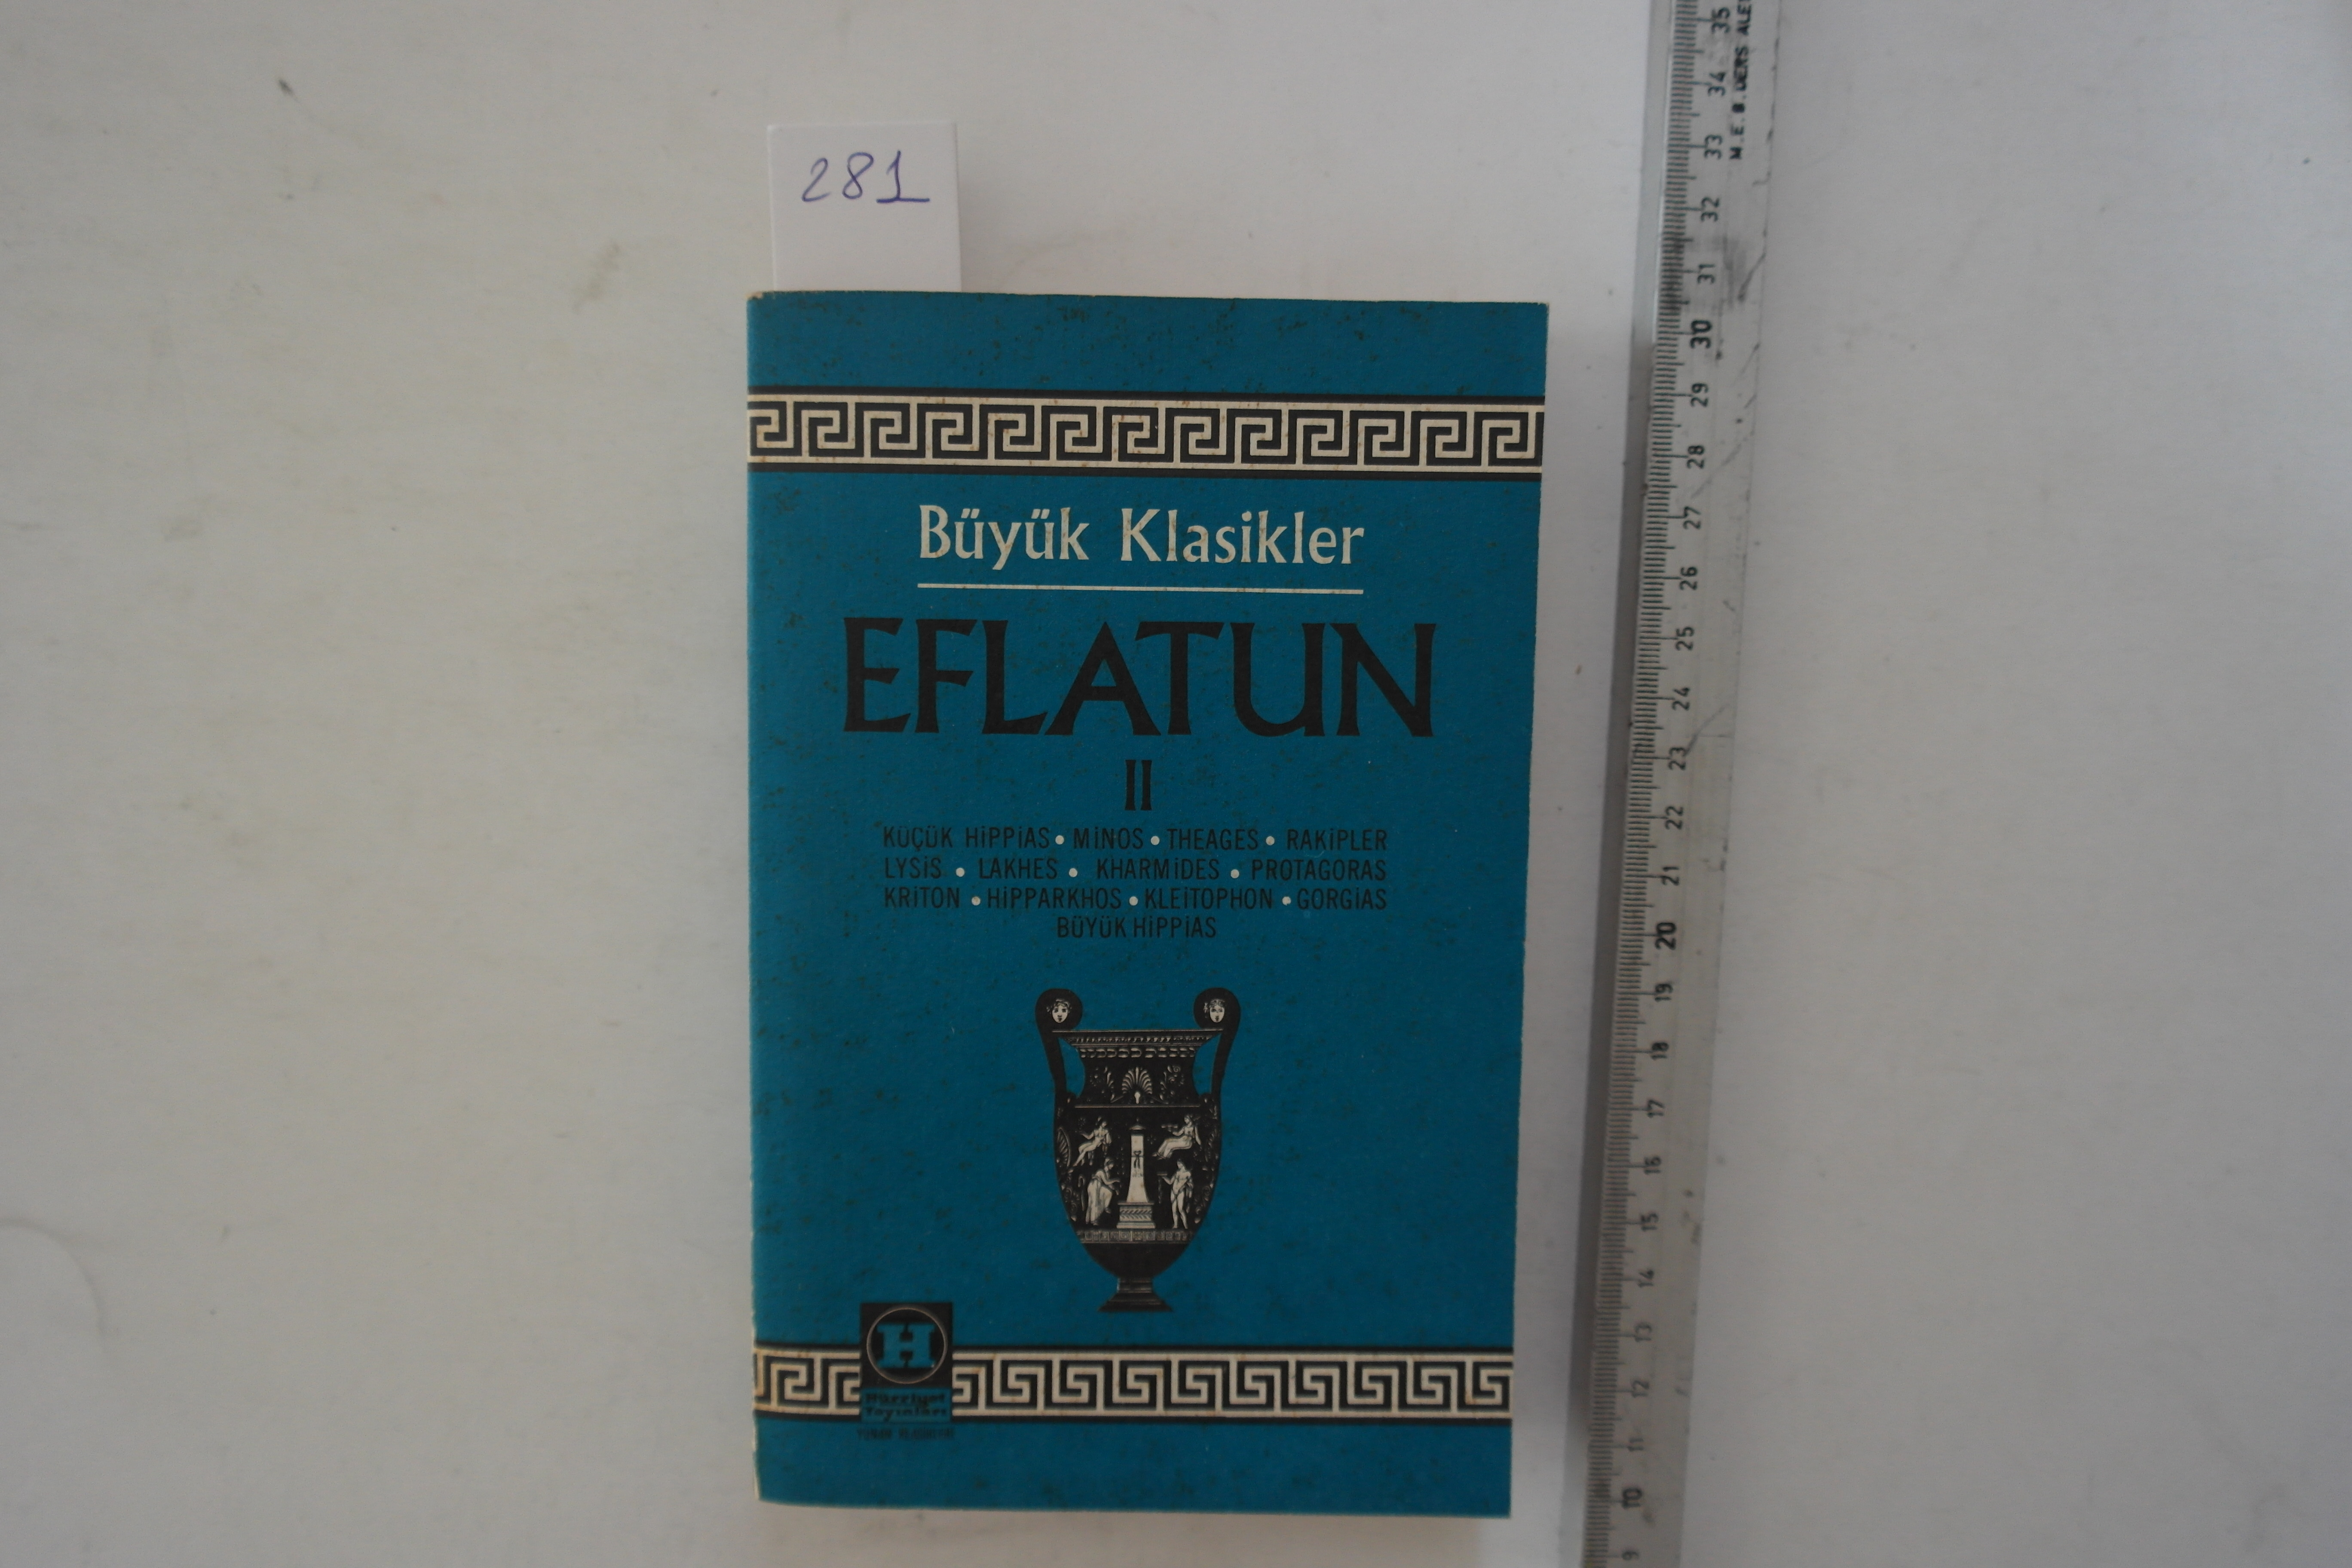 281
Büyük Klasikler
EFLATUN
II
KÜÇÜK HİPPİAS • MİNOS • THEAGES • RAKİPLER
LYSİS • LAKHES • KHARMİDES • PROTAGORAS
KRİTON • HİPPARKHOS • KLEİTOPHON • GORGİAS
BÜYÜK HİPPİAS
H
Hürriyet
Yayınları
M.E.B. DERS ALE
35
34
33
32
31
30
29
28
27
26
25
24
23
22
21
20
19
18
17
16
15
14
13
12
11
10
9